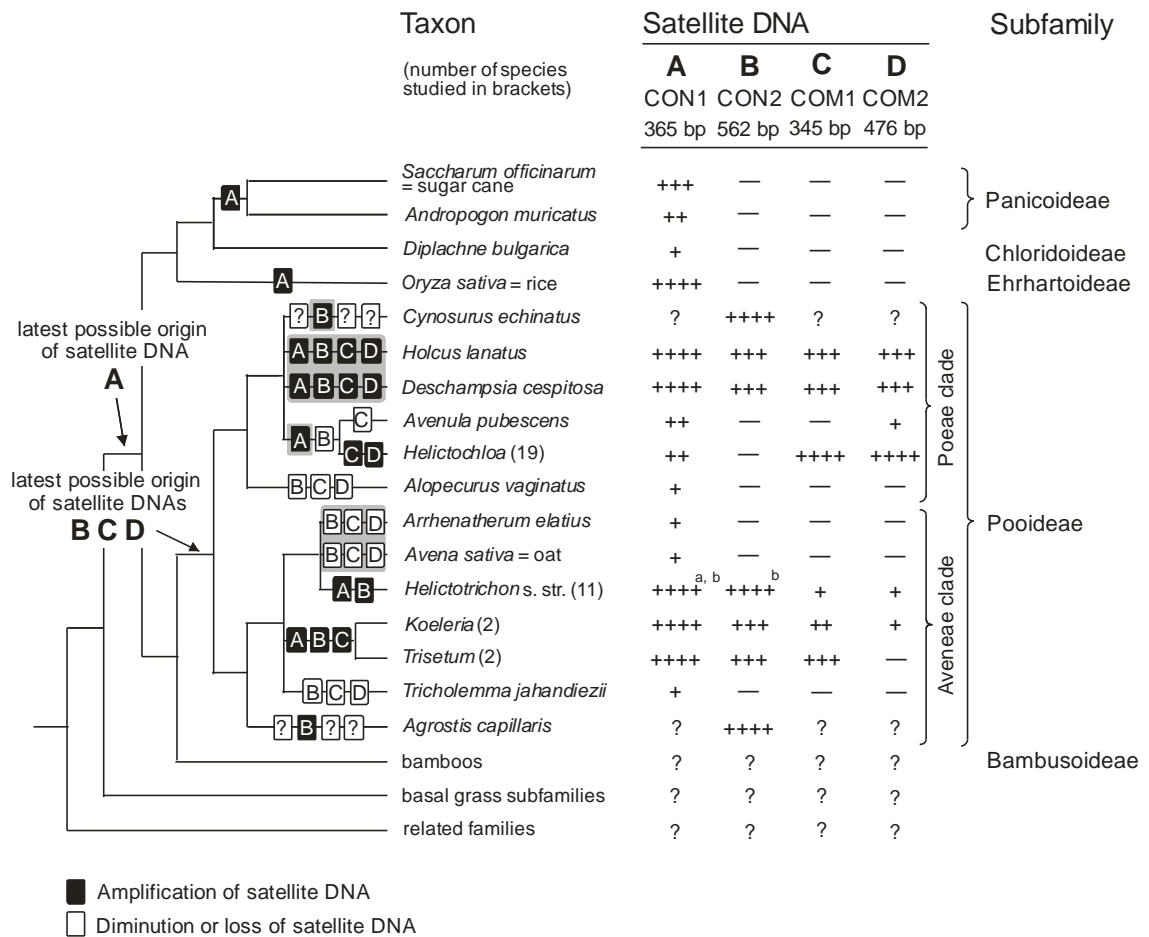 Taxon Satellite DNA Subfamily
(number of species
studied in brackets)
A B C D
CON1 CON2 COM1 COM2
365 bp 562 bp 345 bp 476 bp
A
Saccharum officinarum
= sugar cane +++ — — —
Andropogon muricatus ++ — — —
Panicoideae
Diplachne bulgarica + — — — Chloridoideae
A Oryza sativa = rice ++++ — — — Ehrhartoideae
? B ? ? Cynosurus echinatus ? ++++ ? ?
A B C D Holcus lanatus ++++ +++ +++ +++
A B C D Deschampsia cespitosa ++++ +++ +++ +++
C Avenula pubescens ++ — — +
A B
C D Helictochloa (19) ++ — ++++ ++++
B C D Alopecurus vaginatus + — — —
Poeae clade
latest possible origin
of satellite DNA
A
latest possible origin
of satellite DNAs
B C D
B C D Arrhenatherum elatius + — — —
B C D Avena sativa = oat + — — —
A B Helictotrichon s. str. (11) ++++ a, b ++++ b + +
A B C
Koeleria (2) ++++ +++ ++ +
Trisetum (2) ++++ +++ +++ —
B C D Tricholemma jahandiezii + — — —
? B ? ? Agrostis capillaris ? ++++ ? ?
Aveneae clade
Pooideae
bamboos ? ? ? ? Bambusoideae
basal grass subfamilies ? ? ? ?
related families ? ? ? ?
Amplification of satellite DNA
Diminution or loss of satellite DNA